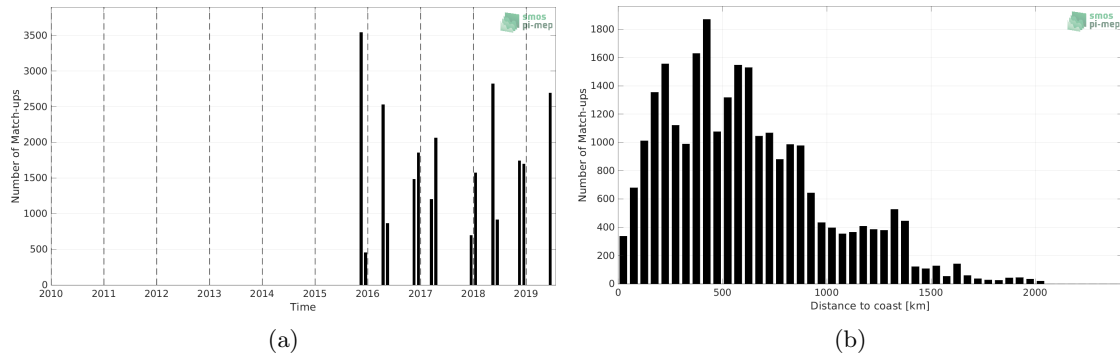 smos
pi-mep
3500
3000
2500
2000
1500
1000
500
0
Number of Match-ups
2010 2011 2012 2013 2014 2015 2016 2017 2018 2019
Time
(a)
smos
pi-mep
1800
1600
1400
1200
1000
800
600
400
200
0
Number of Match-ups
0 500 1000 1500 2000
Distance to coast [km]
(b)